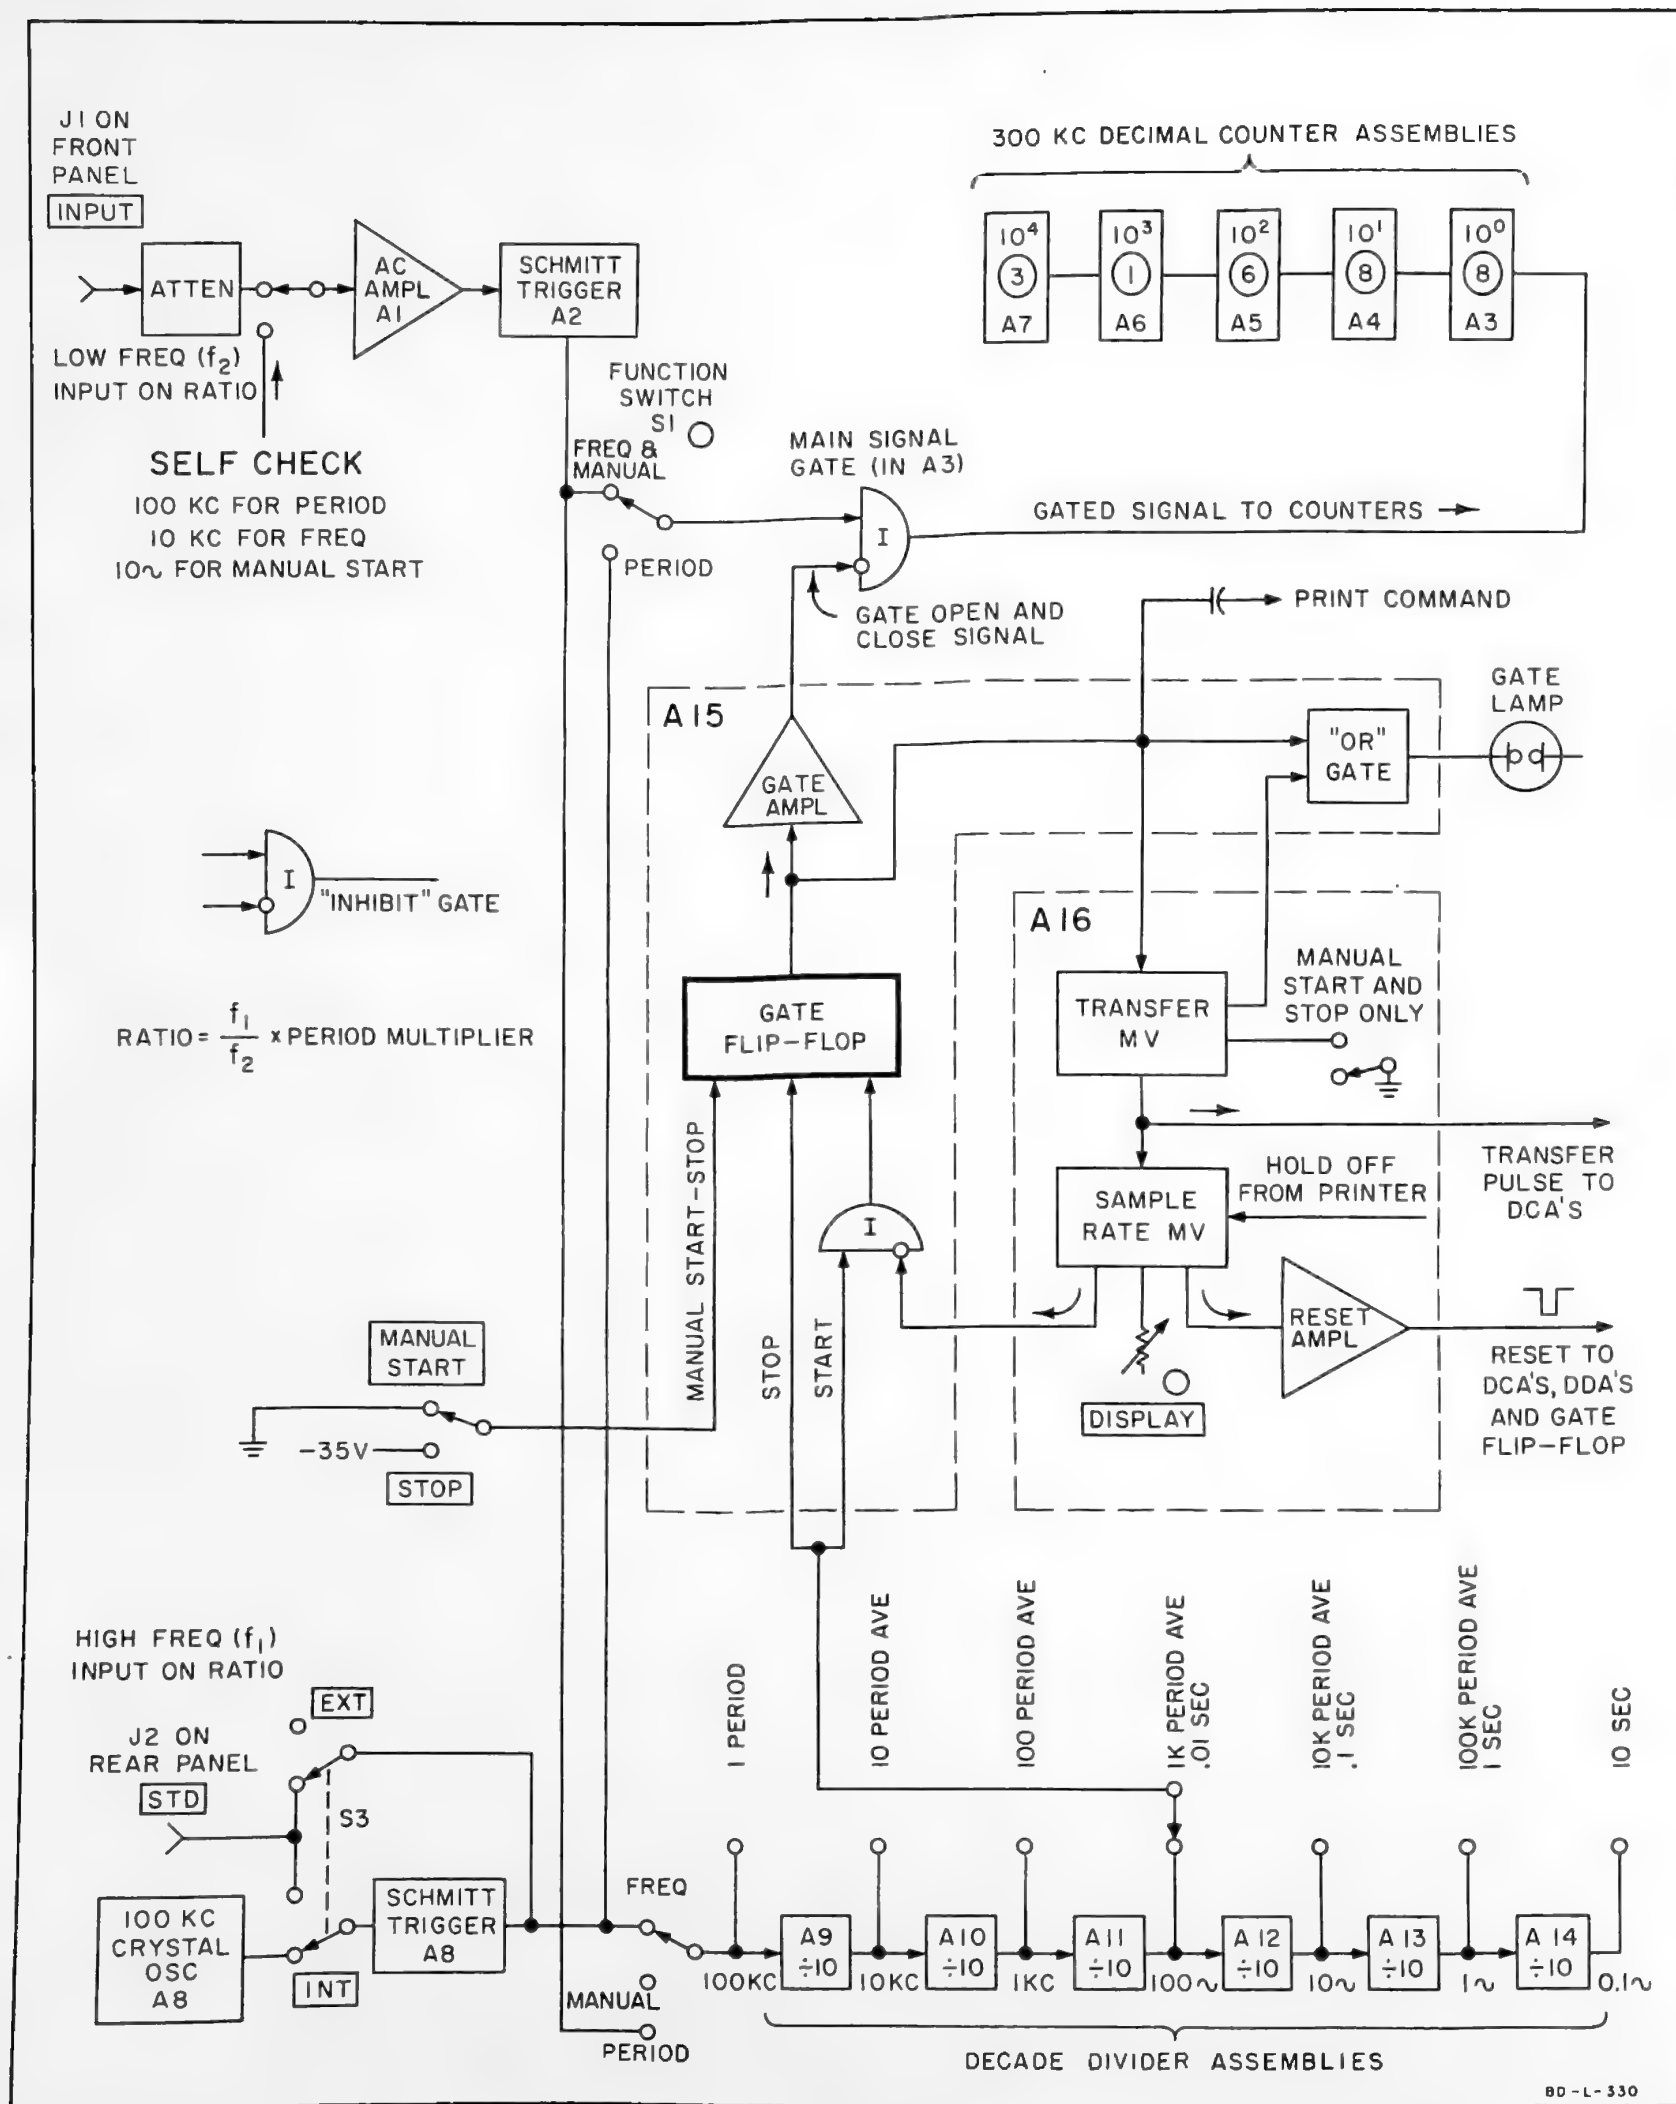 J1 ON
FRONT
PANEL
INPUT
ATTEN
AC
AMPL
A1
SCHMITT
TRIGGER
A2
LOW FREQ (f2)
INPUT ON RATIO
SELF CHECK
100 KC FOR PERIOD
10 KC FOR FREQ
10~ FOR MANUAL START
300 KC DECIMAL COUNTER ASSEMBLIES
10⁴
3
A7
10³
1
A6
10²
6
A5
10¹
8
A4
10⁰
8
A3
FUNCTION
SWITCH
S1
FREQ &
MANUAL
PERIOD
MAIN SIGNAL
GATE (IN A3)
I
GATED SIGNAL TO COUNTERS
GATE OPEN AND
CLOSE SIGNAL
PRINT COMMAND
A15
GATE
AMPL
"OR"
GATE
GATE
LAMP
I
"INHIBIT" GATE
RATIO = f1/f2 x PERIOD MULTIPLIER
GATE
FLIP-FLOP
A16
TRANSFER
MV
MANUAL
START AND
STOP ONLY
TRANSFER
PULSE TO
DCA'S
SAMPLE
RATE MV
HOLD OFF
FROM PRINTER
I
MANUAL START-STOP
STOP
START
DISPLAY
RESET
AMPL
RESET TO
DCA'S, DDA'S
AND GATE
FLIP-FLOP
MANUAL
START
-35V
STOP
HIGH FREQ (f1)
INPUT ON RATIO
EXT
J2 ON
REAR PANEL
STD
S3
100 KC
CRYSTAL
OSC
A8
INT
SCHMITT
TRIGGER
A8
FREQ
MANUAL
PERIOD
1 PERIOD
10 PERIOD AVE
100 PERIOD AVE
1K PERIOD AVE
.01 SEC
10K PERIOD AVE
.1 SEC
100K PERIOD AVE
1 SEC
10 SEC
100KC
A9
÷10
10KC
A10
÷10
1KC
A11
÷10
100~
A12
÷10
10~
A13
÷10
1~
A14
÷10
0.1~
DECADE DIVIDER ASSEMBLIES
BD-L-330